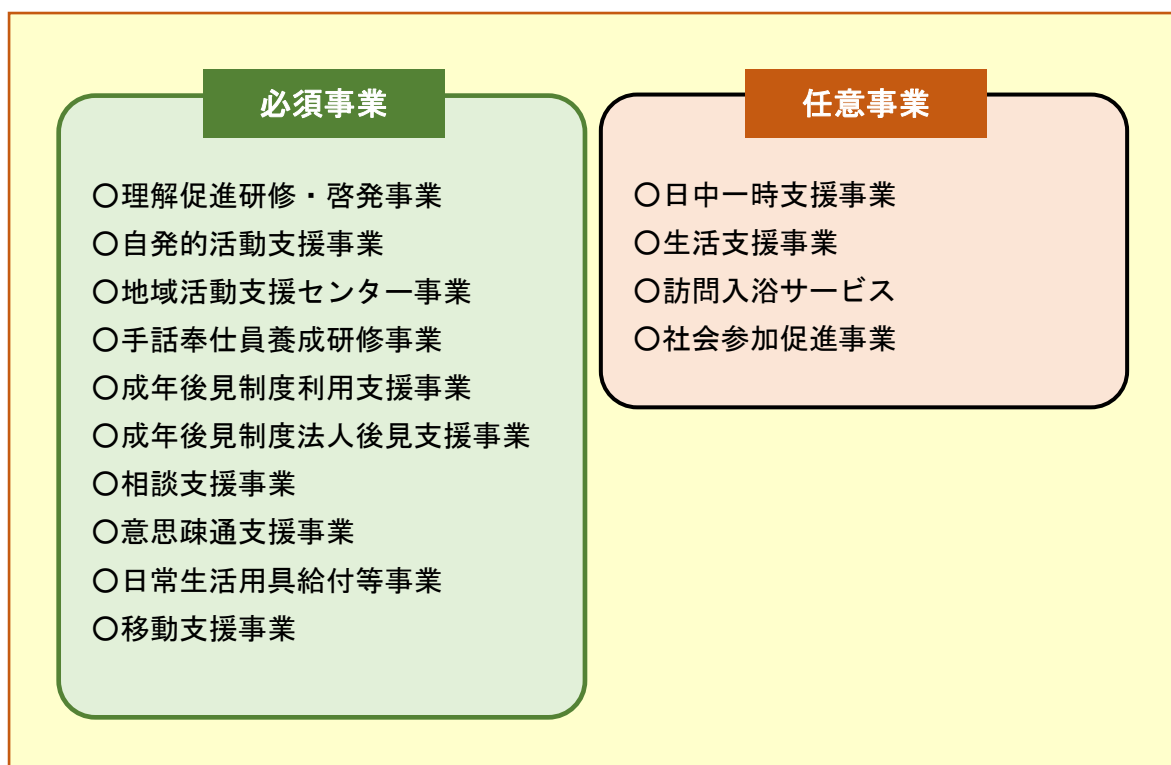 必須事業
〇理解促進研修・啓発事業
〇自発的活動支援事業
〇地域活動支援センター事業
〇手話奉仕員養成研修事業
〇成年後見制度利用支援事業
〇成年後見制度法人後見支援事業
〇相談支援事業
〇意思疎通支援事業
〇日常生活用具給付等事業
〇移動支援事業
任意事業
〇日中一時支援事業
〇生活支援事業
〇訪問入浴サービス
〇社会参加促進事業